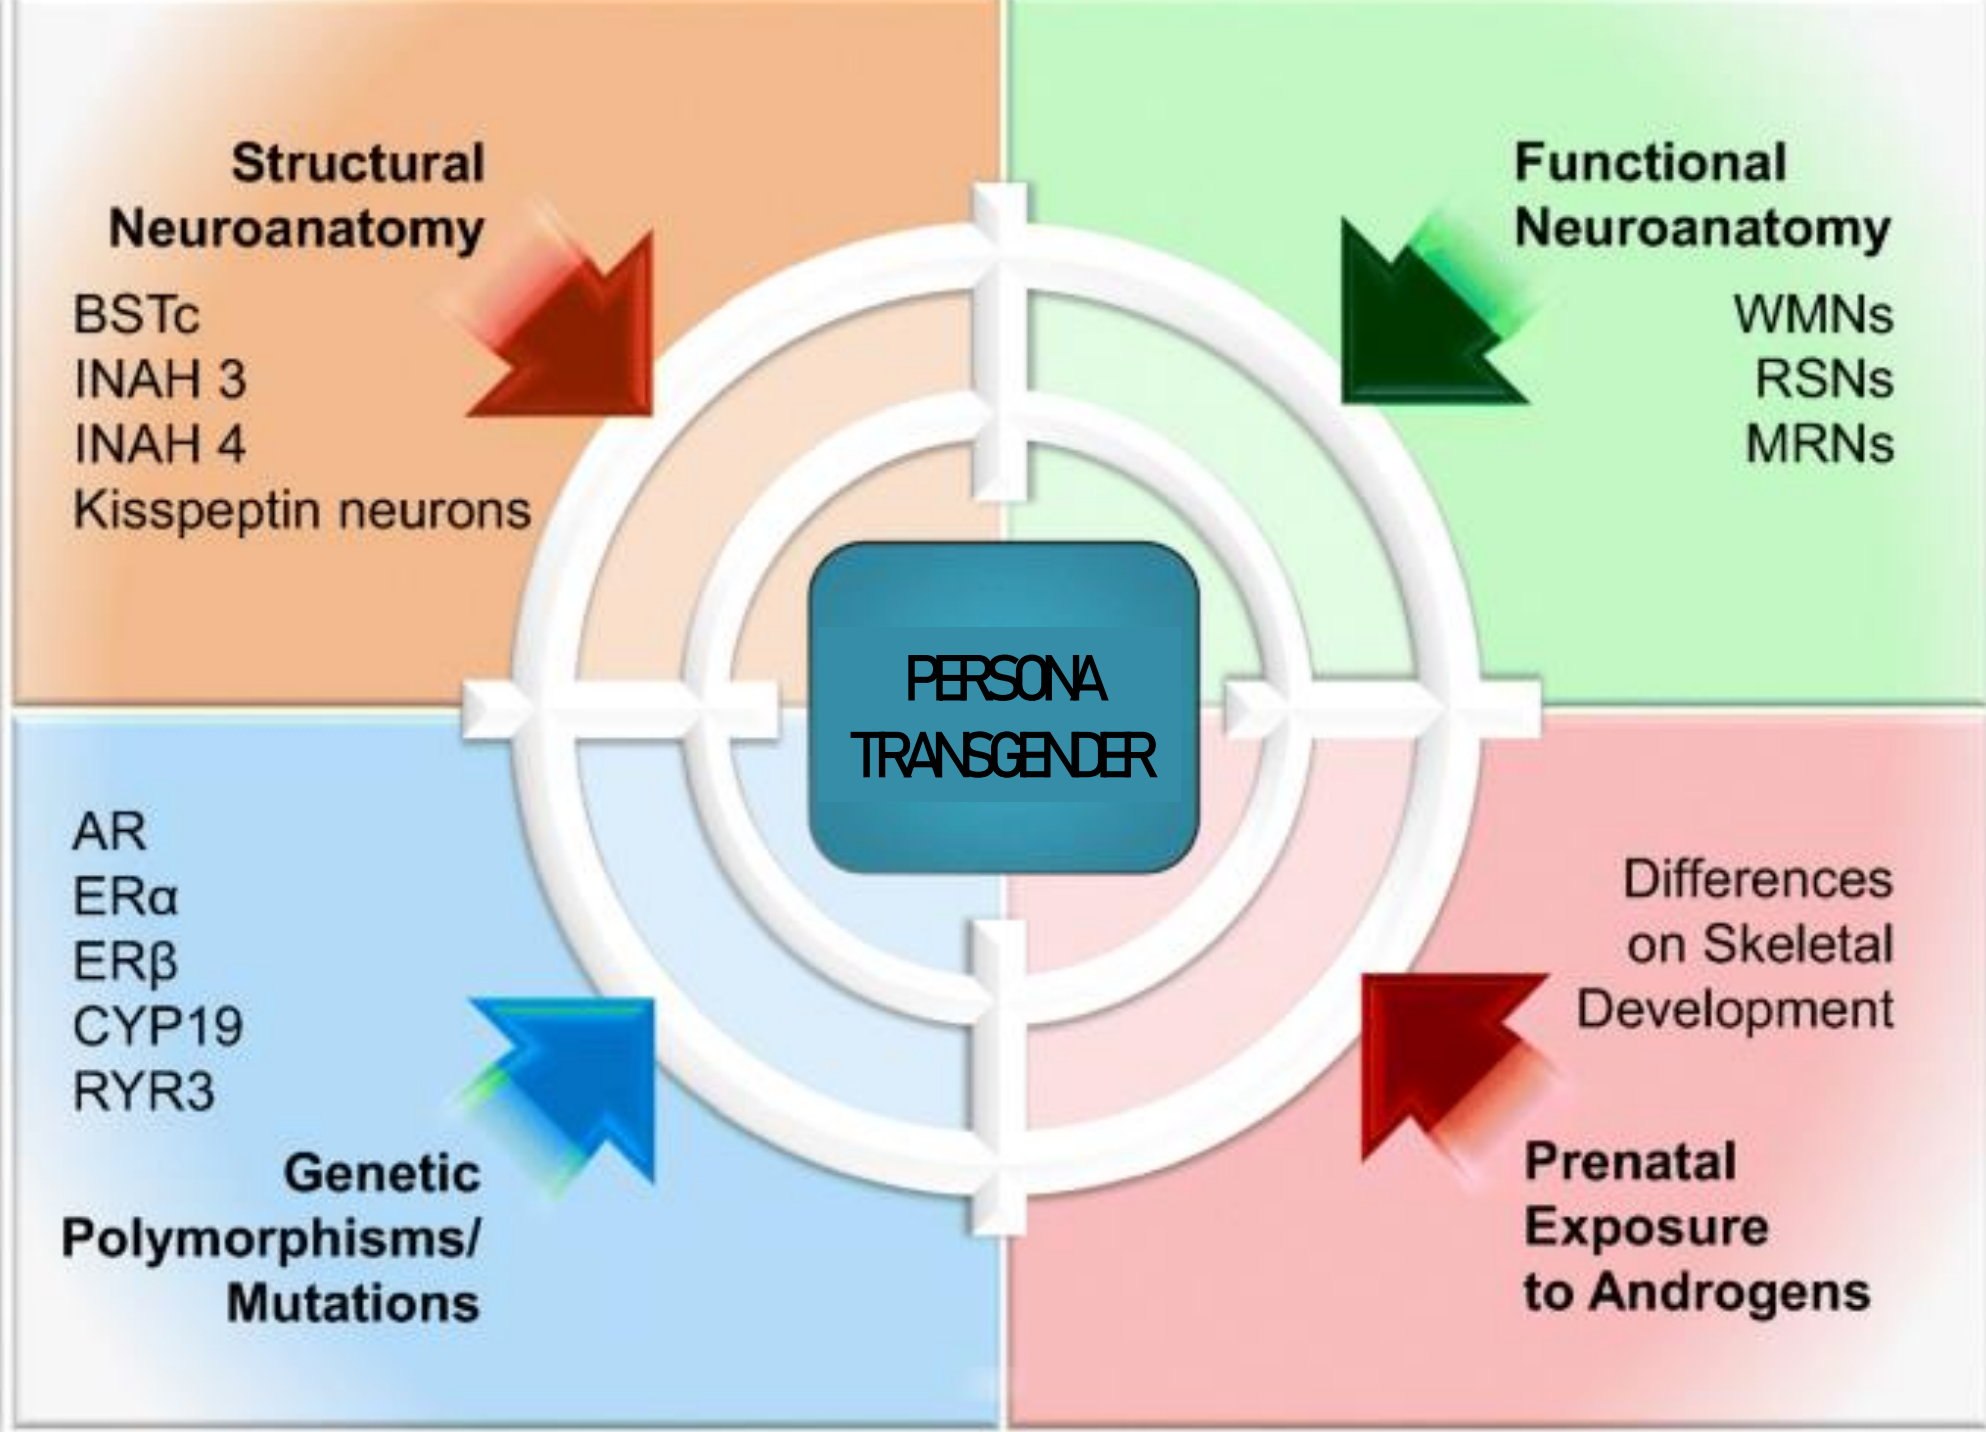 Structural
Neuroanatomy
BSTc
INAH 3
INAH 4
Kisspeptin neurons
Functional
Neuroanatomy
WMNs
RSNs
MRNs
PERSONA
TRANSGENDER
AR
ERα
ERβ
CYP19
RYR3
Genetic
Polymorphisms/
Mutations
Differences
on Skeletal
Development
Prenatal
Exposure
to Androgens